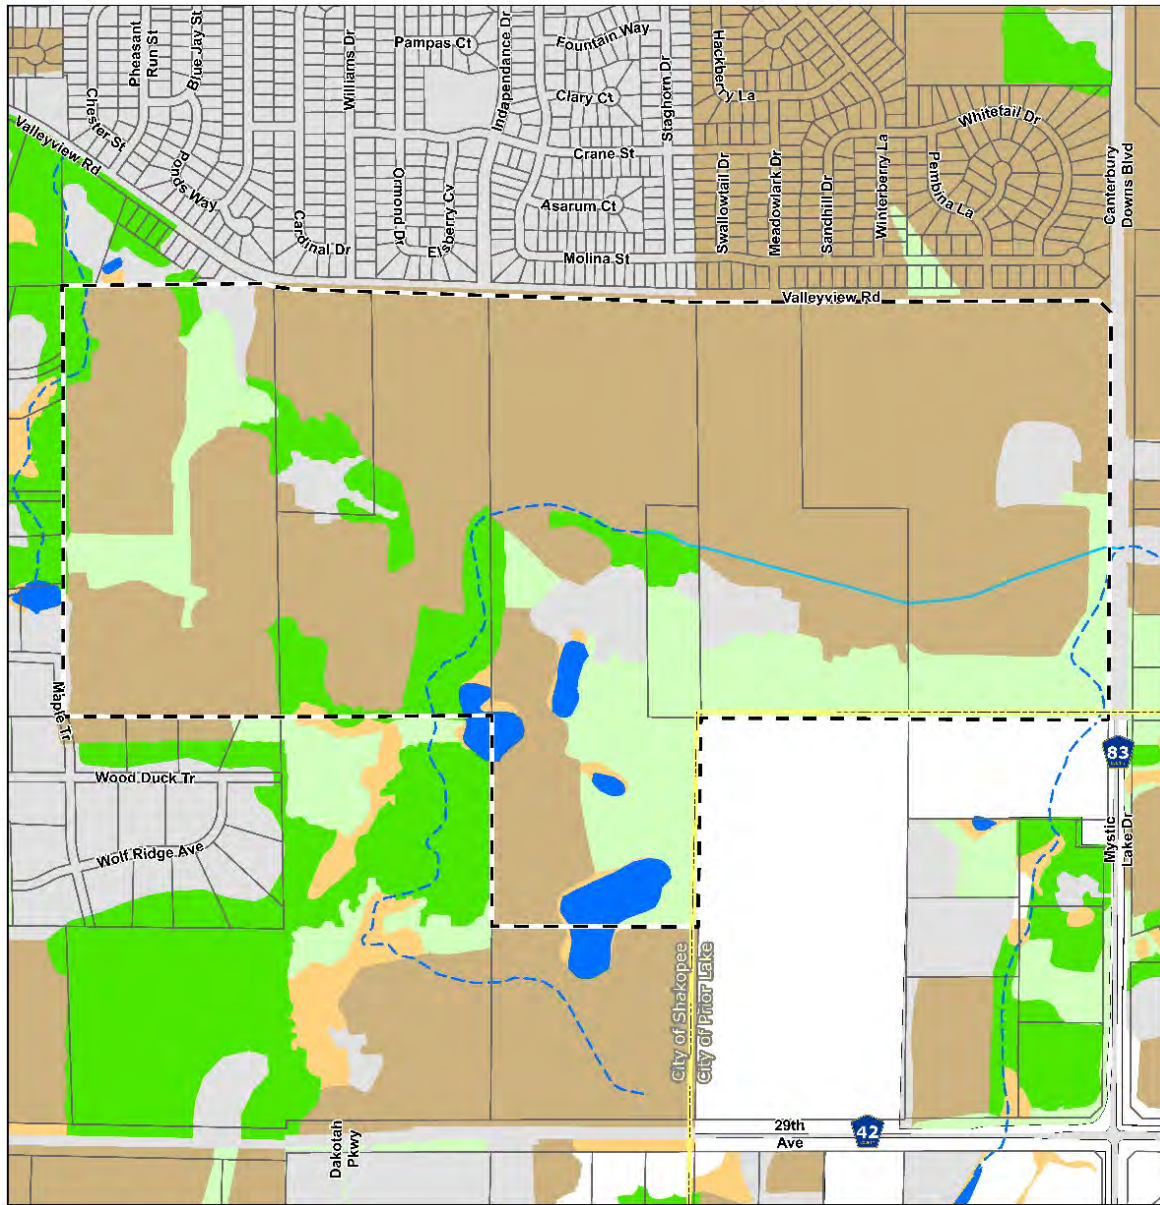 Pheasant
Run St
Blue Jay St
Williams Dr
Pampas Ct
Independance Dr
Fountain Way
Staghorn Dr
Hackberry La
Chester St
Valleyview Rd
Clary Ct
Whitetail Dr
Canterbury
Downs Blvd
Crane St
Ponds Way
Ormond Dr
Elsberry Cv
Asarum Ct
Swallowtail Dr
Meadowlark Dr
Sandhill Dr
Winterberry La
Pembina La
Cardinal Dr
Molina St
Valleyview Rd
Maple Tr
Wood Duck Tr
83
Wolf Ridge Ave
Mystic
Lake Dr
City of Shakopee
City of Prior Lake
Dakotah
Pkwy
29th
Ave
42